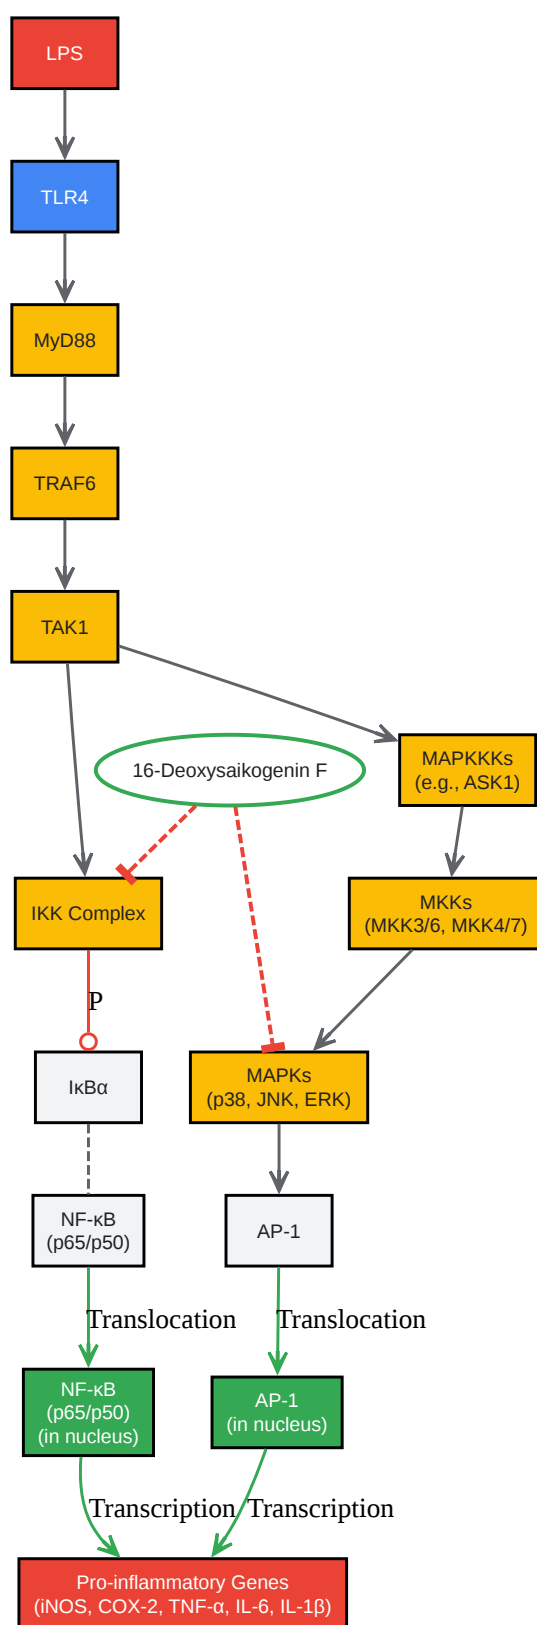 LPS
TLR4
MyD88
TRAF6
TAK1
16-Deoxysaikogenin F
MAPKKKs
(e.g., ASK1)
IKK Complex
MKKs
(MKK3/6, MKK4/7)
P
IκBα
MAPKs
(p38, JNK, ERK)
NF-κB
(p65/p50)
AP-1
Translocation
Translocation
NF-κB
(p65/p50)
(in nucleus)
AP-1
(in nucleus)
Transcription
Transcription
Pro-inflammatory Genes
(iNOS, COX-2, TNF-α, IL-6, IL-1β)